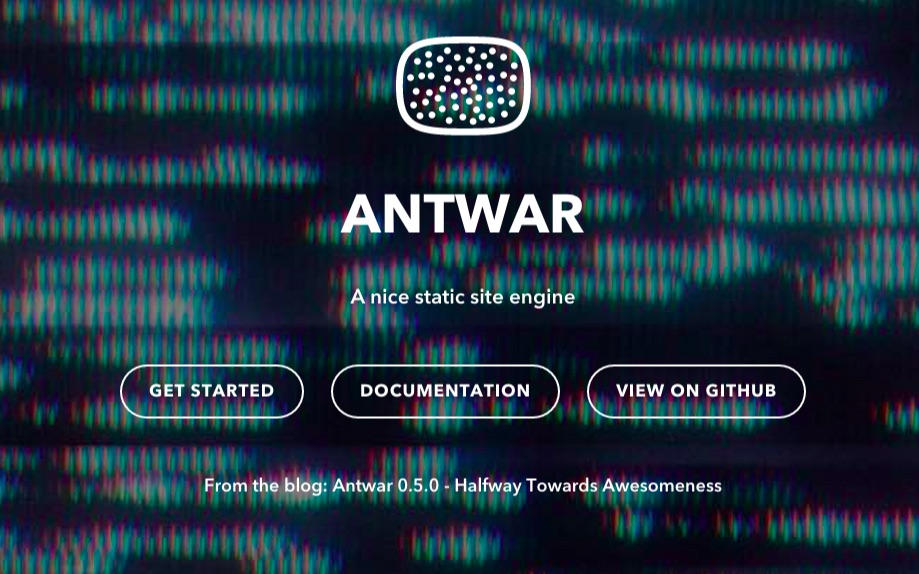 ANTWAR
A nice static site engine
GET STARTED DOCUMENTATION VIEW ON GITHUB
From the blog: Antwar 0.5.0 - Halfway Towards Awesomeness